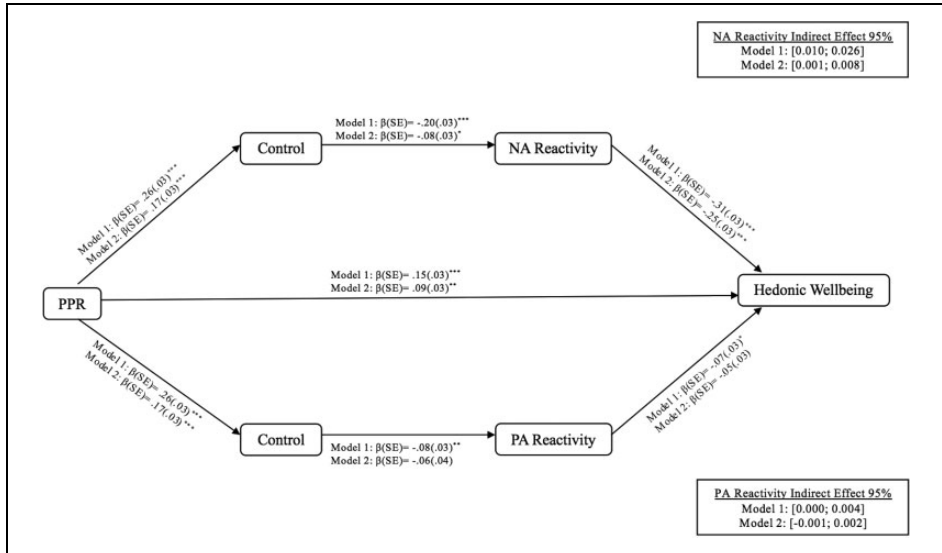 NA Reactivity Indirect Effect 95%
Model 1: [0.010; 0.026]
Model 2: [0.001; 0.008]
Model 1: β(SE)= -.20(.03)***
Model 2: β(SE)= -.08(.03)*
Control
NA Reactivity
Model 1: β(SE)= .26(.03)***
Model 2: β(SE)= .17(.03)***
Model 1: β(SE)= -.31(.03)***
Model 2: β(SE)= -.25(.03)***
Model 1: β(SE)= .15(.03)***
Model 2: β(SE)= .09(.03)**
PPR
Hedonic Wellbeing
Model 1: β(SE)= .26(.03)***
Model 2: β(SE)= .17(.03)***
Model 1: β(SE)= -.07(.03)*
Model 2: β(SE)= -.05(.03)
Control
Model 1: β(SE)= -.08(.03)**
Model 2: β(SE)= -.06(.04)
PA Reactivity
PA Reactivity Indirect Effect 95%
Model 1: [0.000; 0.004]
Model 2: [-0.001; 0.002]